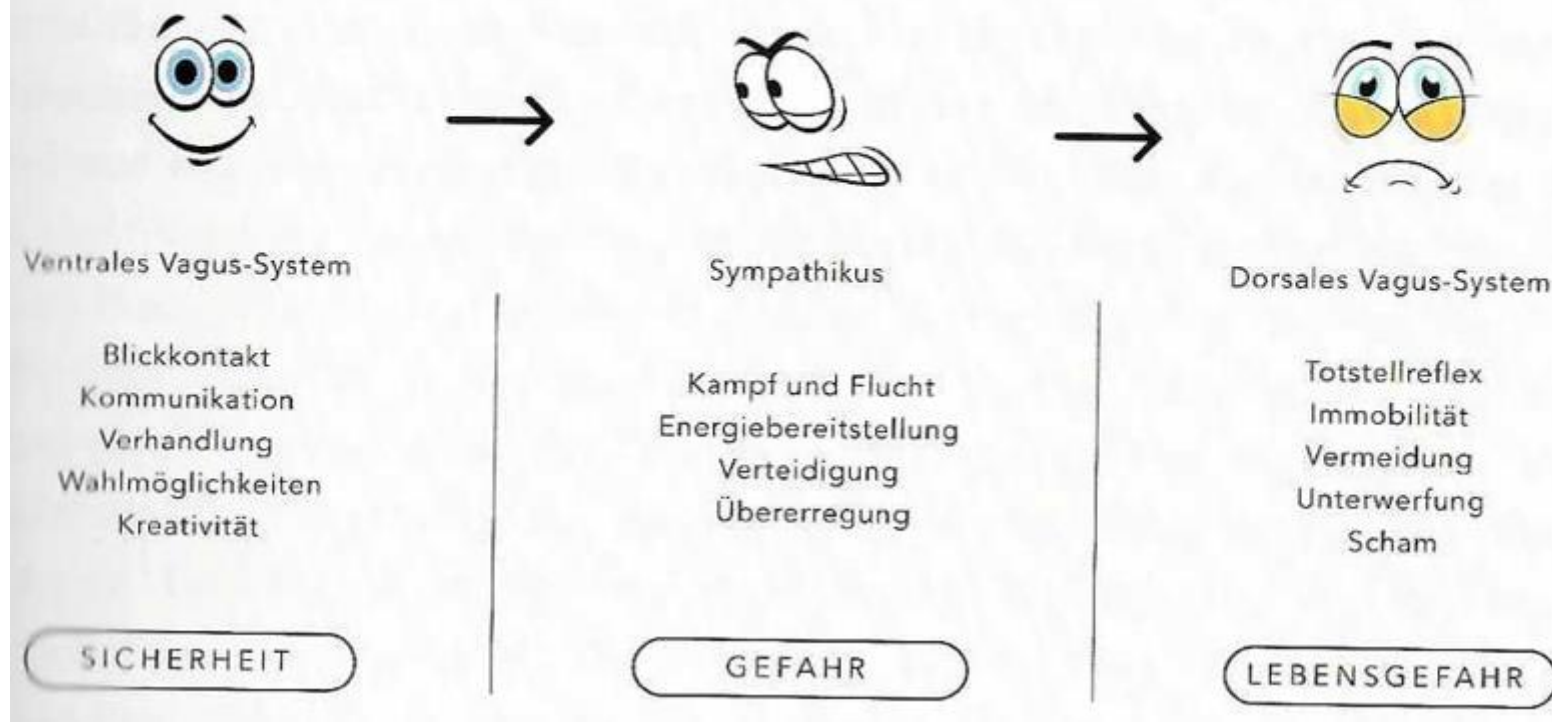 Ventrales Vagus-System
Blickkontakt
Kommunikation
Verhandlung
Wahlmöglichkeiten
Kreativität
SICHERHEIT
Sympathikus
Kampf und Flucht
Energiebereitstellung
Verteidigung
Übererregung
GEFAHR
Dorsales Vagus-System
Totstellreflex
Immobilität
Vermeidung
Unterwerfung
Scham
LEBENSGEFAHR